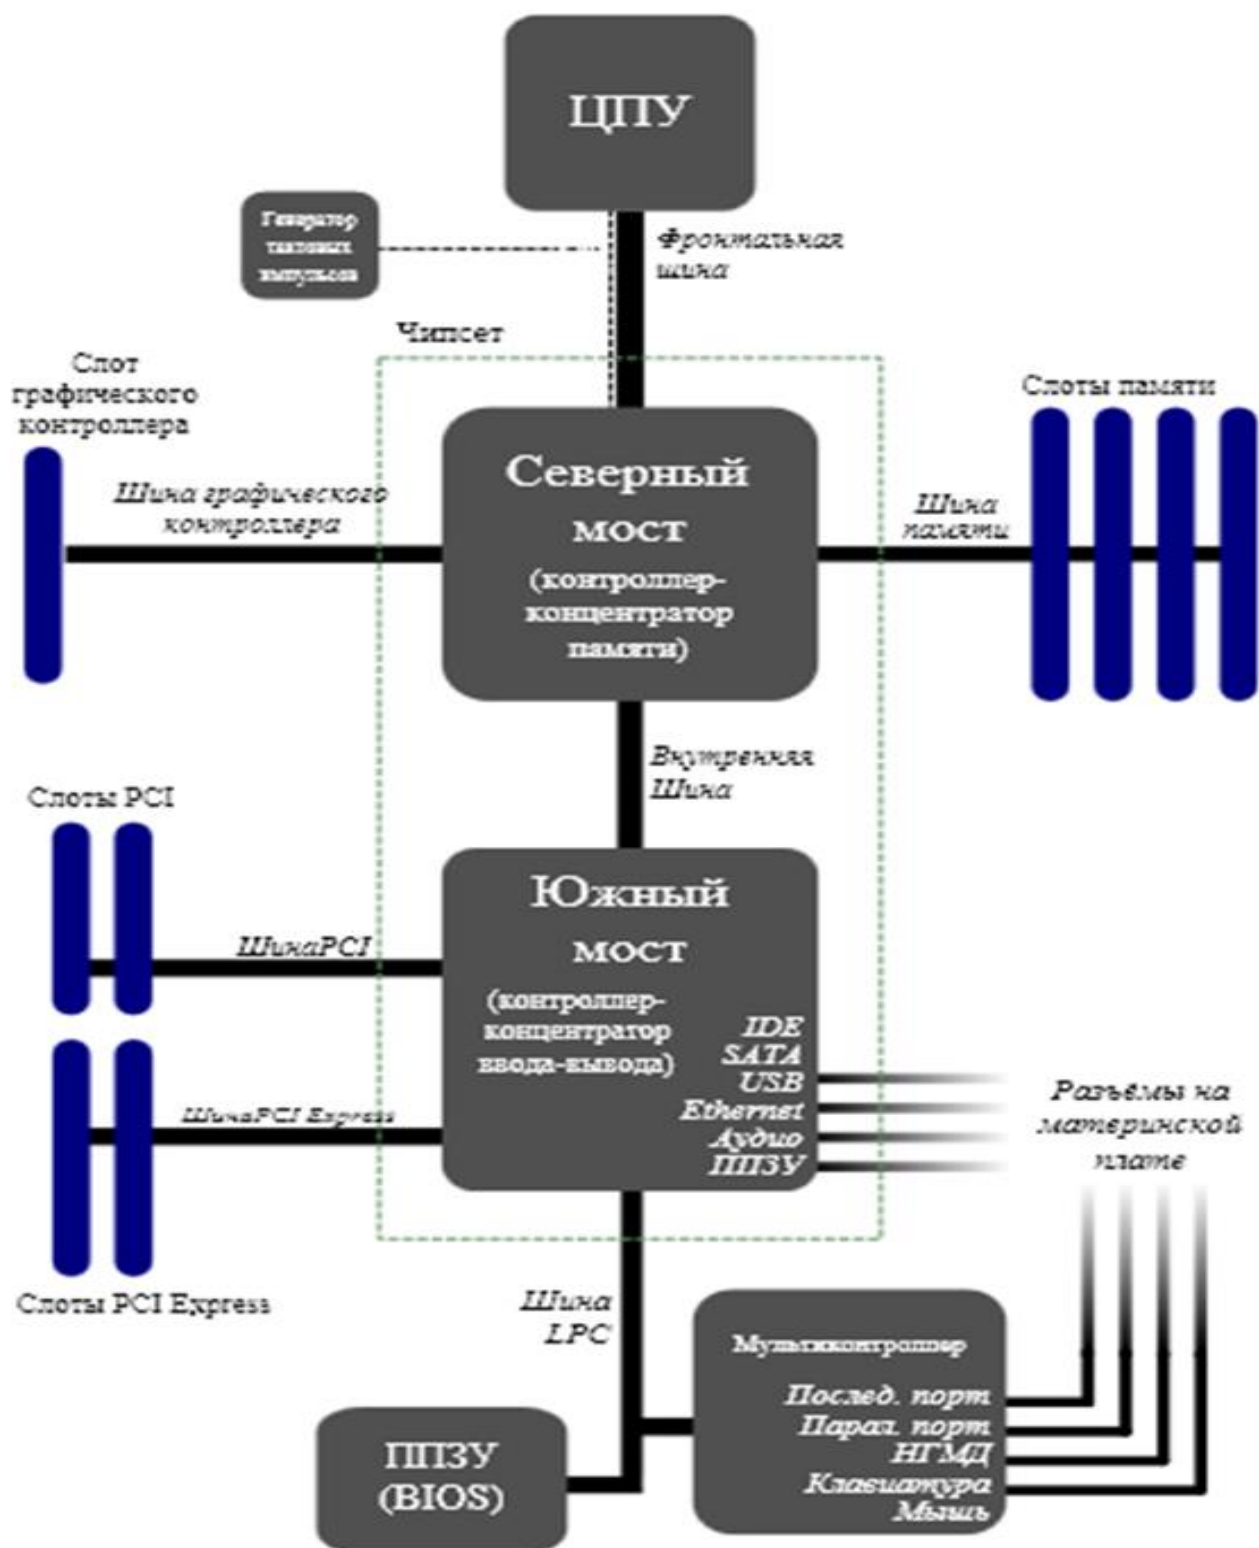 ЦПУ
Генератор
тактовых
импульсов
Фронтальная
шина
Чипсет
Слот
графического
контроллера
Слоты памяти
Шина графического
контроллера
Северный
мост
(контроллер-
концентратор
памяти)
Шина
памяти
Внутренняя
Шина
Слоты PCI
Южный
мост
(контроллер-
концентратор
ввода-вывода)
ШинаPCI
IDE
SATA
USB
Ethernet
Аудио
ППЗУ
ШинаPCI Express
Разъёмы на
материнской
плате
Слоты PCI Express
Шина
LPC
Мультиконтроллер
Послед. порт
Парал. порт
НГМД
Клавиатура
Мышь
ППЗУ
(BIOS)